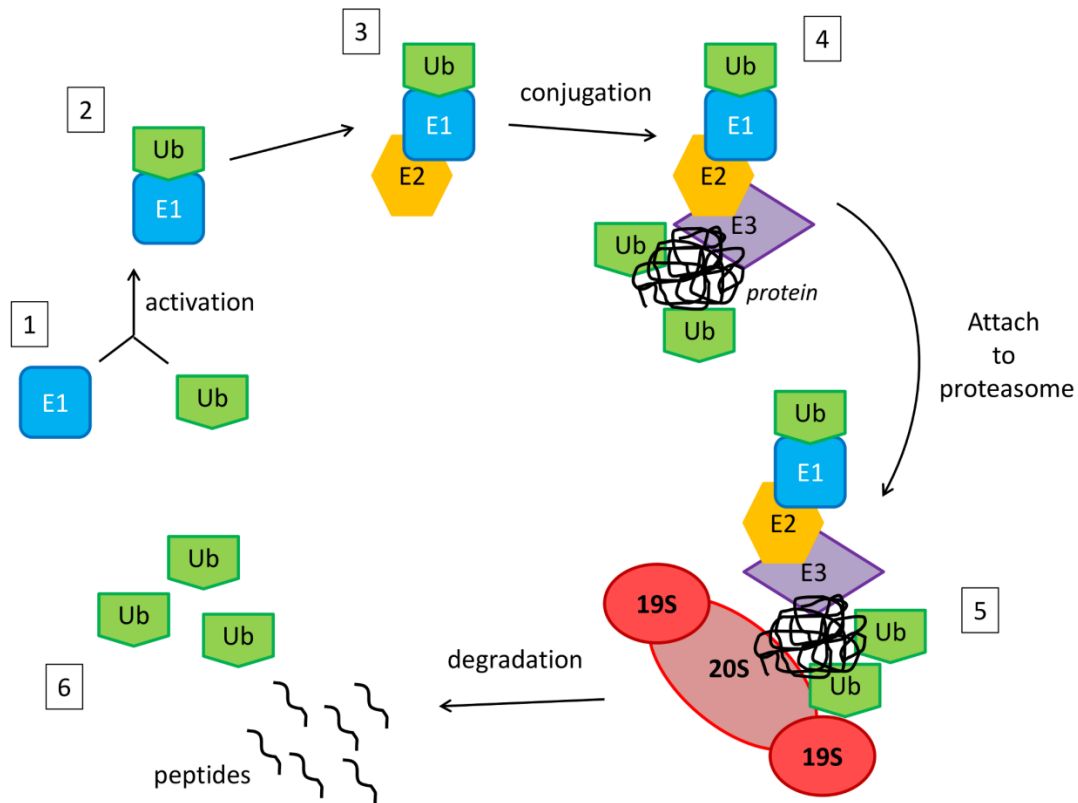 1
E1
Ub
activation
2
Ub
E1
3
Ub
E1
E2
conjugation
4
Ub
E1
E2
E3
Ub
protein
Ub
Attach
to
proteasome
Ub
E1
E2
E3
5
19S
20S
Ub
Ub
19S
degradation
6
Ub
Ub
Ub
peptides